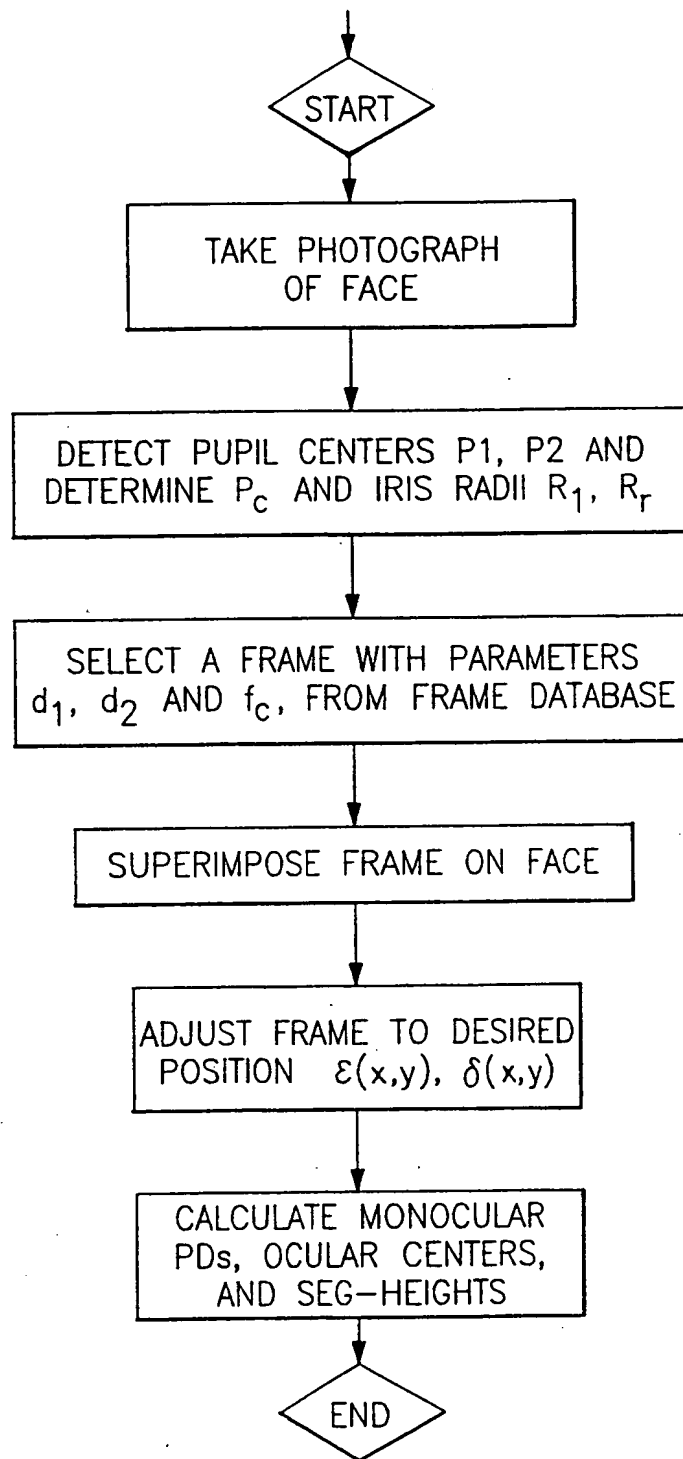 START
TAKE PHOTOGRAPH
OF FACE
DETECT PUPIL CENTERS P1, P2 AND
DETERMINE Pc AND IRIS RADII R1, Rr
SELECT A FRAME WITH PARAMETERS
d1, d2 AND fc, FROM FRAME DATABASE
SUPERIMPOSE FRAME ON FACE
ADJUST FRAME TO DESIRED
POSITION ε(x,y), δ(x,y)
CALCULATE MONOCULAR
PDs, OCULAR CENTERS,
AND SEG-HEIGHTS
END